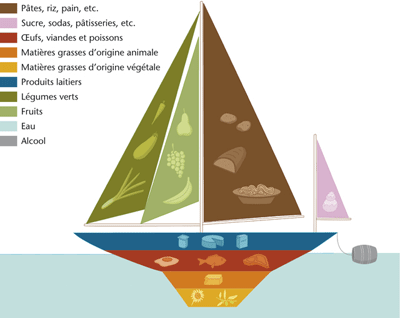 Pâtes, riz, pain, etc.
Sucre, sodas, pâtisseries, etc.
Œufs, viandes et poissons
Matières grasses d'origine animale
Matières grasses d'origine végétale
Produits laitiers
Légumes verts
Fruits
Eau
Alcool